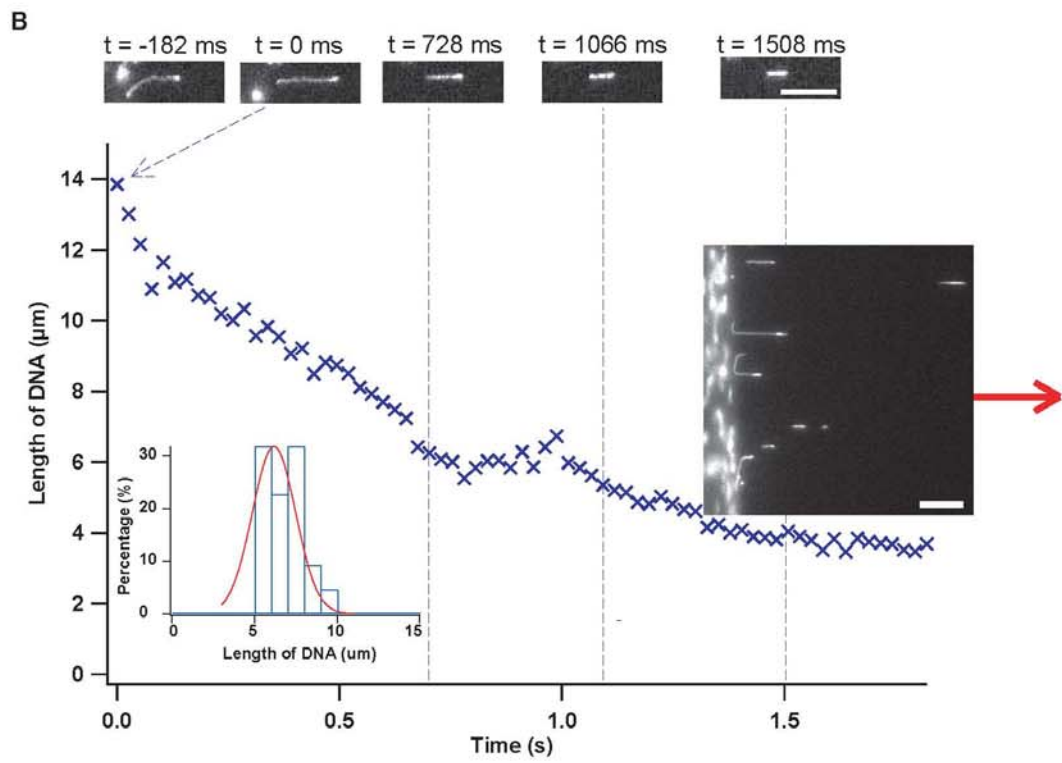 B
t = -182 ms
t = 0 ms
t = 728 ms
t = 1066 ms
t = 1508 ms
Length of DNA (µm)
14
12
10
8
6
4
2
0
Percentage (%)
30
20
10
0
0 5 10 15
Length of DNA (um)
0.0 0.5 1.0 1.5
Time (s)